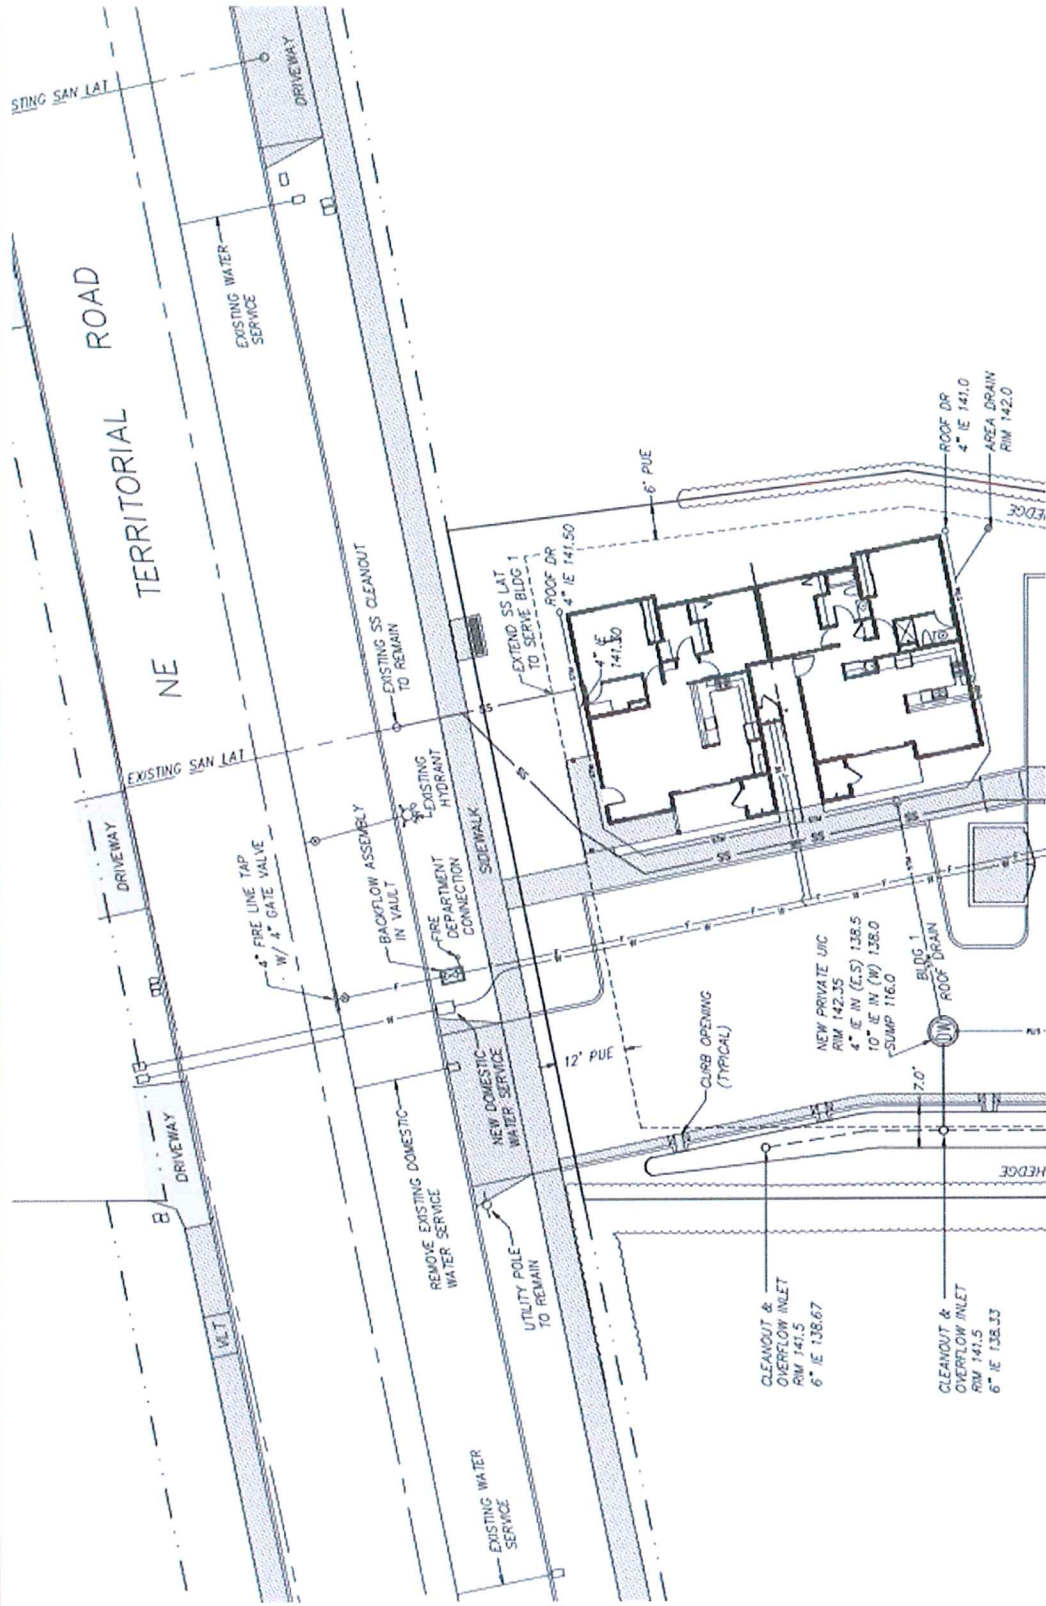 STING SAN LAT
DRIVEWAY
NE TERRITORIAL ROAD
EXISTING WATER
SERVICE
EXISTING SAN LAT
DRIVEWAY
EXISTING SS CLEANOUT
TO REMAIN
4" FIRE LINE TAP
W/ 4" GATE VALVE
BACKFLOW ASSEMBLY
IN VAULT
EXISTING
HYDRANT
FIRE
DEPARTMENT
CONNECTION
SIDEWALK
EXTEND SS LAT
TO SERVE BLDG 1
ROOF DR
4" IE 141.50
6' PUE
4" IE
ROOF DR
4" IE 141.0
AREA DRAIN
RIM 142.0
HEDGE
DRIVEWAY
VLT
REMOVE EXISTING DOMESTIC
WATER SERVICE
NEW DOMESTIC
WATER SERVICE
UTILITY POLE
TO REMAIN
12' PUE
CURB OPENING
(TYPICAL)
NEW PRIVATE UIC
RIM 142.35
4" IE IN (E,S) 138.5
10" IE IN (W) 138.0
SUMP 116.0
BLDG 1
ROOF DRAIN
7.0'
HEDGE
EXISTING WATER
SERVICE
CLEANOUT &
OVERFLOW INLET
RIM 141.5
6" IE 138.67
CLEANOUT &
OVERFLOW INLET
RIM 141.5
6" IE 138.33